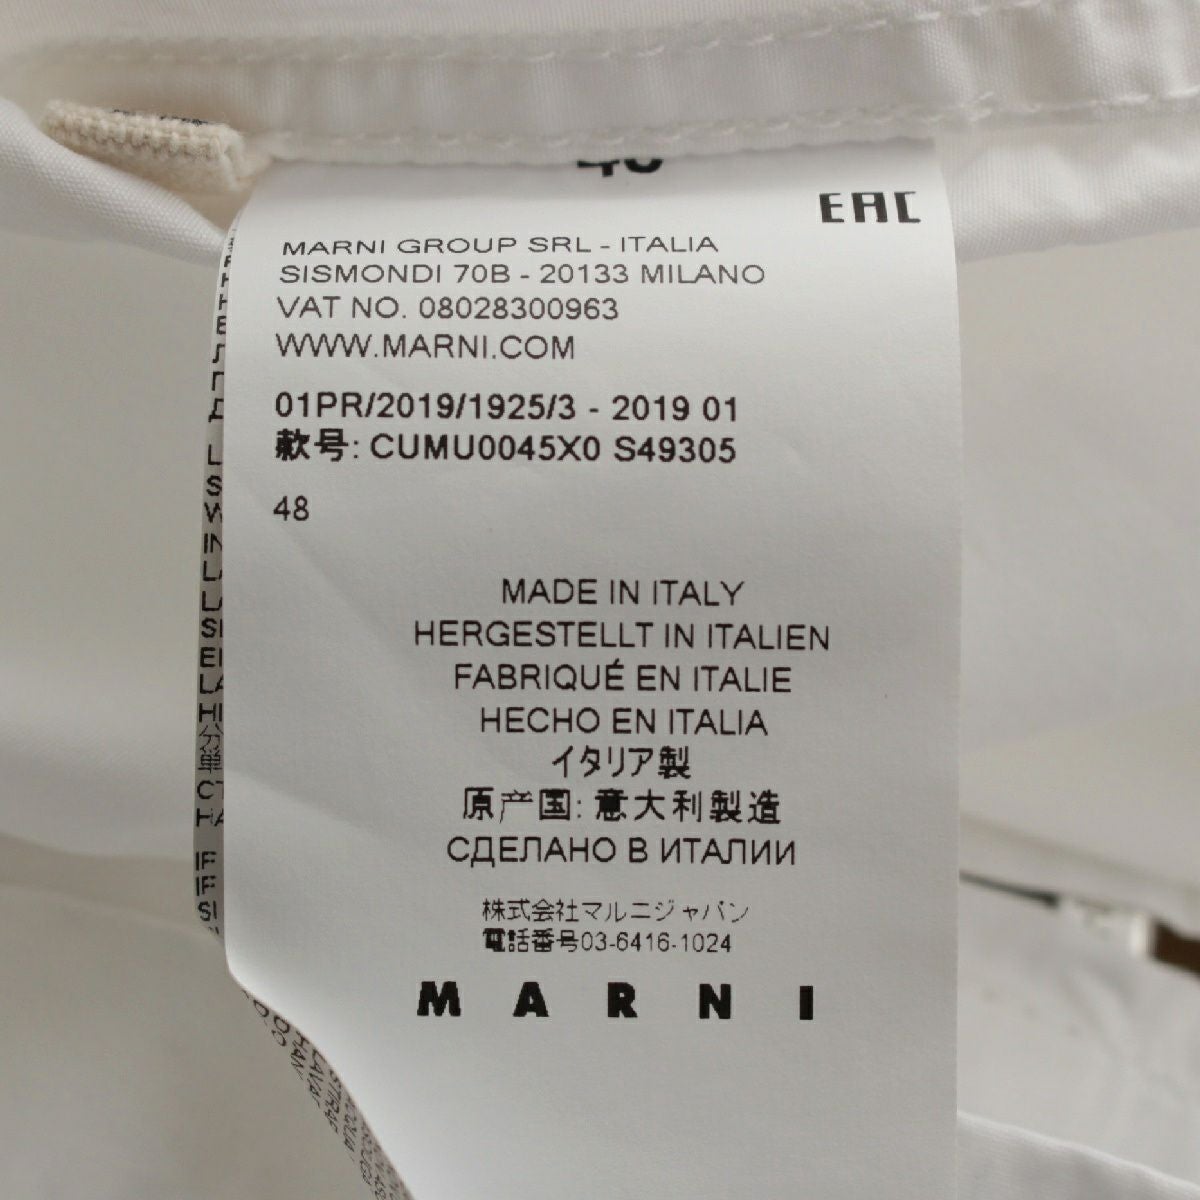 EAC
MARNI GROUP SRL - ITALIA
SISMONDI 70B - 20133 MILANO
VAT NO. 08028300963
WWW.MARNI.COM
01PR/2019/1925/3 - 2019 01
款号: CUMU0045X0 S49305
48
MADE IN ITALY
HERGESTELLT IN ITALIEN
FABRIQUÉ EN ITALIE
HECHO EN ITALIA
イタリア製
原产国: 意大利製造
СДЕЛАНО В ИТАЛИИ
株式会社マルニジャパン
電話番号03-6416-1024
MARNI